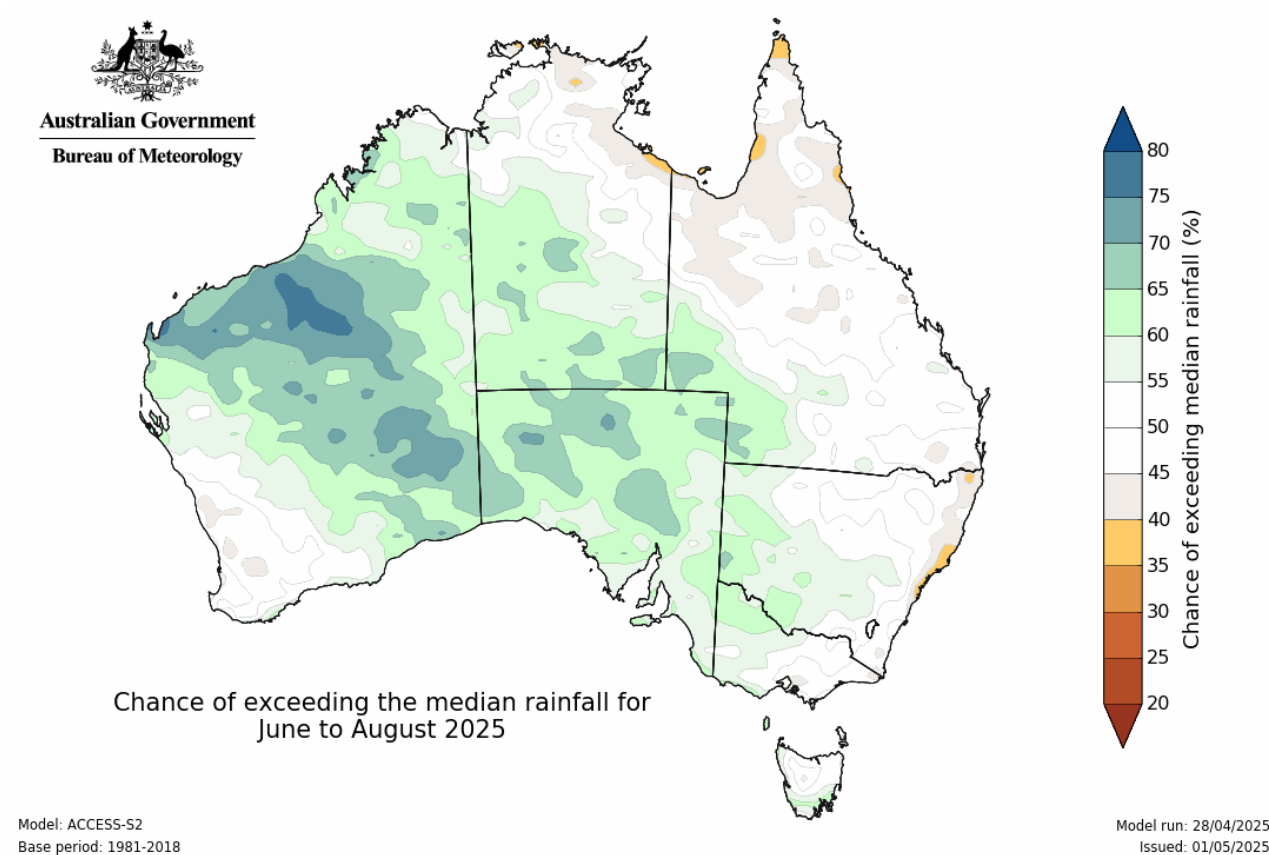 Australian Government
Bureau of Meteorology
80
75
70
65
60
55
50
45
40
35
30
25
20
Chance of exceeding median rainfall (%)
Chance of exceeding the median rainfall for
June to August 2025
Model: ACCESS-S2
Base period: 1981-2018
Model run: 28/04/2025
Issued: 01/05/2025